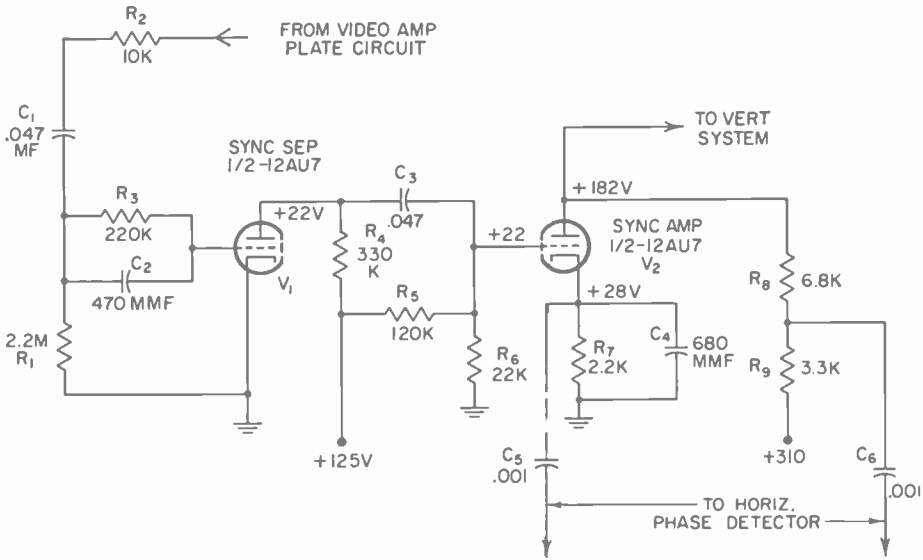 R2
10K
FROM VIDEO AMP
PLATE CIRCUIT
C1
.047
MF
R3
220K
C2
470 MMF
2.2M
R1
SYNC SEP
1/2-12AU7
+22V
V1
C3
.047
R4
330
K
R5
120K
R6
22K
+125V
+22
TO VERT
SYSTEM
+182V
SYNC AMP
1/2-12AU7
V2
+28V
R7
2.2K
C4
680
MMF
R8
6.8K
R9
3.3K
+310
C5
.001
C6
.001
TO HORIZ.
PHASE DETECTOR